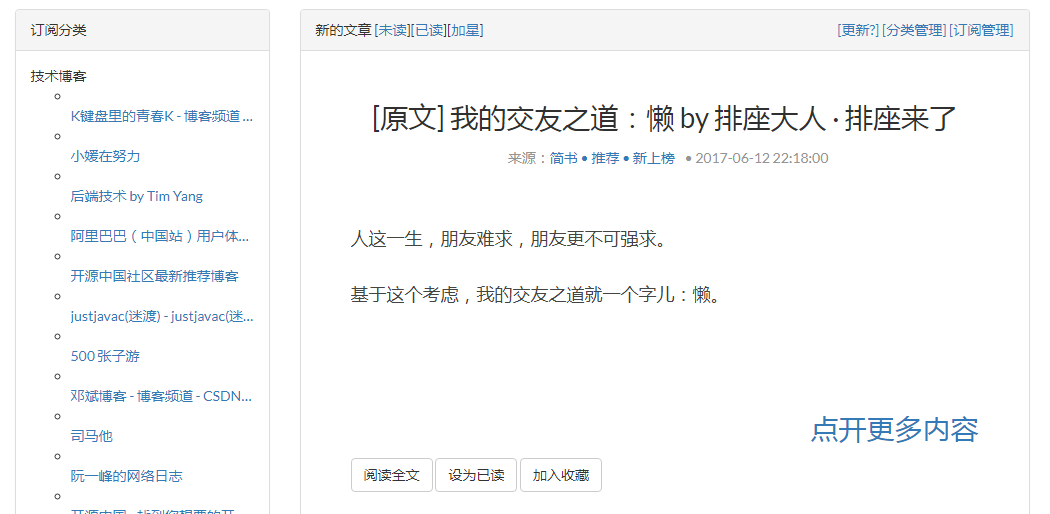 订阅分类
技术博客
K键盘里的青春K - 博客频道 ...
小媛在努力
后端技术 by Tim Yang
阿里巴巴（中国站）用户体...
开源中国社区最新推荐博客
justjavac(迷渡) - justjavac(迷...
500 张子游
邓斌博客 - 博客频道 - CSDN...
司马他
阮一峰的网络日志
新的文章 [未读][已读][加星]
[更新?] [分类管理] [订阅管理]
[原文] 我的交友之道：懒 by 排座大人 · 排座来了
来源：简书 • 推荐 • 新上榜 • 2017-06-12 22:18:00
人这一生，朋友难求，朋友更不可强求。
基于这个考虑，我的交友之道就一个字儿：懒。
点开更多内容
阅读全文 设为已读 加入收藏